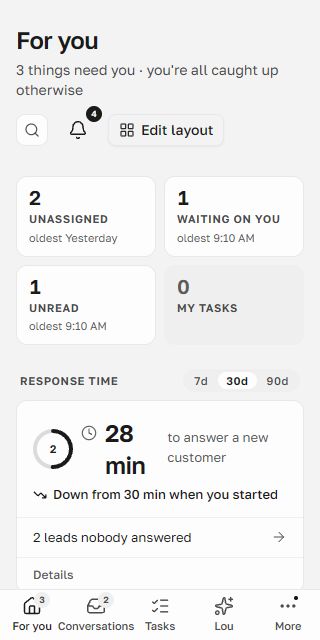 For you
3 things need you · you're all caught up
otherwise
4
Edit layout
2
UNASSIGNED
oldest Yesterday
1
WAITING ON YOU
oldest 9:10 AM
1
UNREAD
oldest 9:10 AM
0
MY TASKS
RESPONSE TIME
7d 30d 90d
2
28
min
to answer a new
customer
Down from 30 min when you started
2 leads nobody answered
Details
3
2
For you
Conversations
Tasks
Lou
More